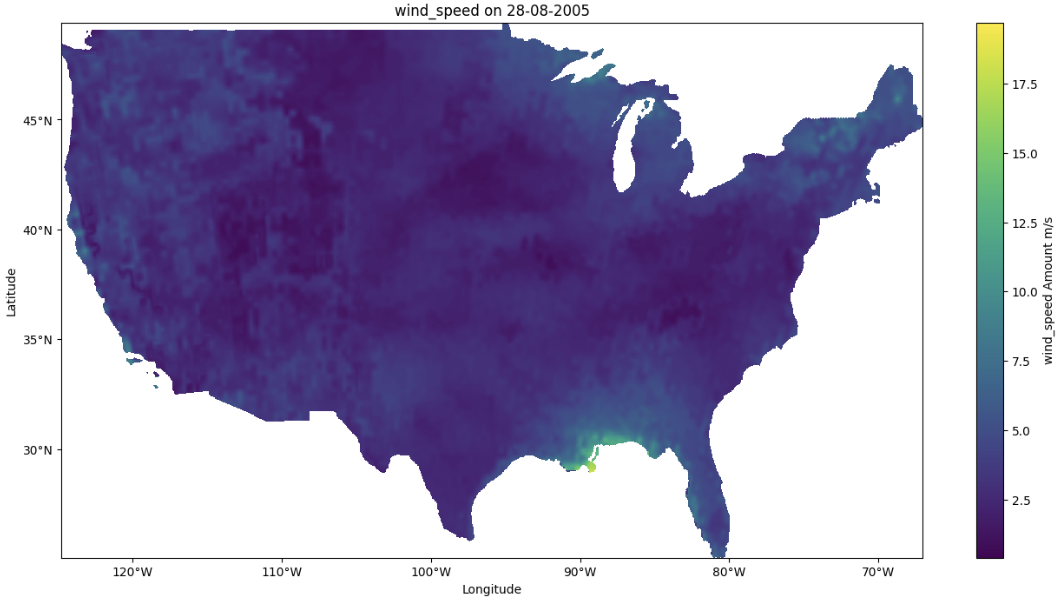 wind_speed on 28-08-2005
45°N
40°N
35°N
30°N
Latitude
120°W
110°W
100°W
90°W
80°W
70°W
Longitude
17.5
15.0
12.5
10.0
7.5
5.0
2.5
wind_speed Amount m/s